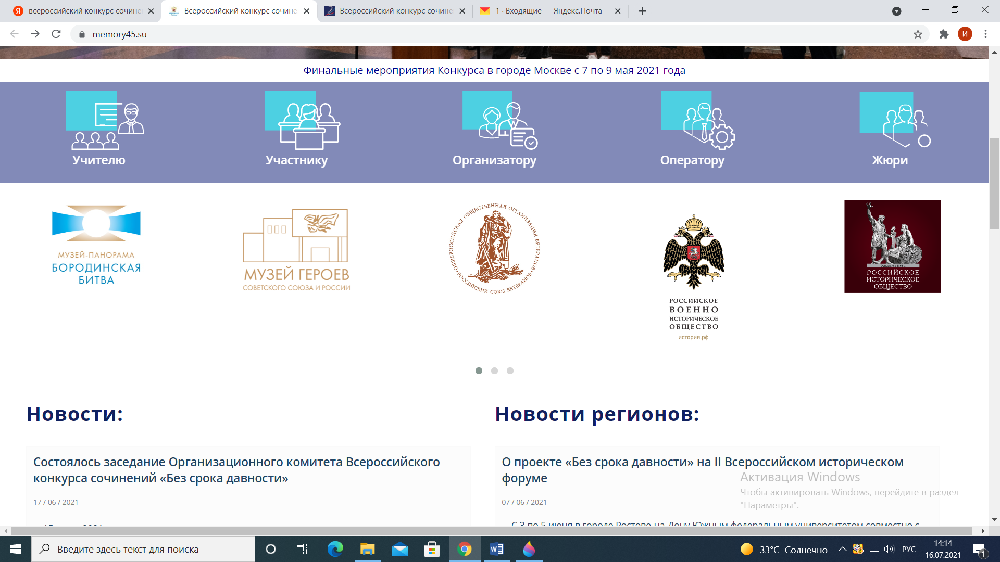 всероссийский конкурс сочине
Всероссийский конкурс сочине
Всероссийский конкурс сочине
1 · Входящие — Яндекс.Почта
memory45.su
И
Финальные мероприятия Конкурса в городе Москве с 7 по 9 мая 2021 года
Учителю
Участнику
Организатору
Оператору
Жюри
МУЗЕЙ-ПАНОРАМА
БОРОДИНСКАЯ
БИТВА
МУЗЕЙ ГЕРОЕВ
СОВЕТСКОГО СОЮЗА И РОССИИ
ОБЩЕРОССИЙСКАЯ ОБЩЕСТВЕННАЯ ОРГАНИЗАЦИЯ ВЕТЕРАНОВ
РОССИЙСКИЙ СОЮЗ ВЕТЕРАНОВ
РОССИЙСКОЕ
ВОЕННО
ИСТОРИЧЕСКОЕ
ОБЩЕСТВО
история.рф
Основано в 1866 г.
РОССИЙСКОЕ
ИСТОРИЧЕСКОЕ
ОБЩЕСТВО
Новости:
Состоялось заседание Организационного комитета Всероссийского
конкурса сочинений «Без срока давности»
17 / 06 / 2021
Новости регионов:
О проекте «Без срока давности» на II Всероссийском историческом
форуме
07 / 06 / 2021
С 3 по 5 июня в городе Ростове-на-Дону Южным федеральным университетом совместно с
Активация Windows
Чтобы активировать Windows, перейдите в раздел
"Параметры".
Введите здесь текст для поиска
33°C Солнечно
РУС
14:14
16.07.2021
1